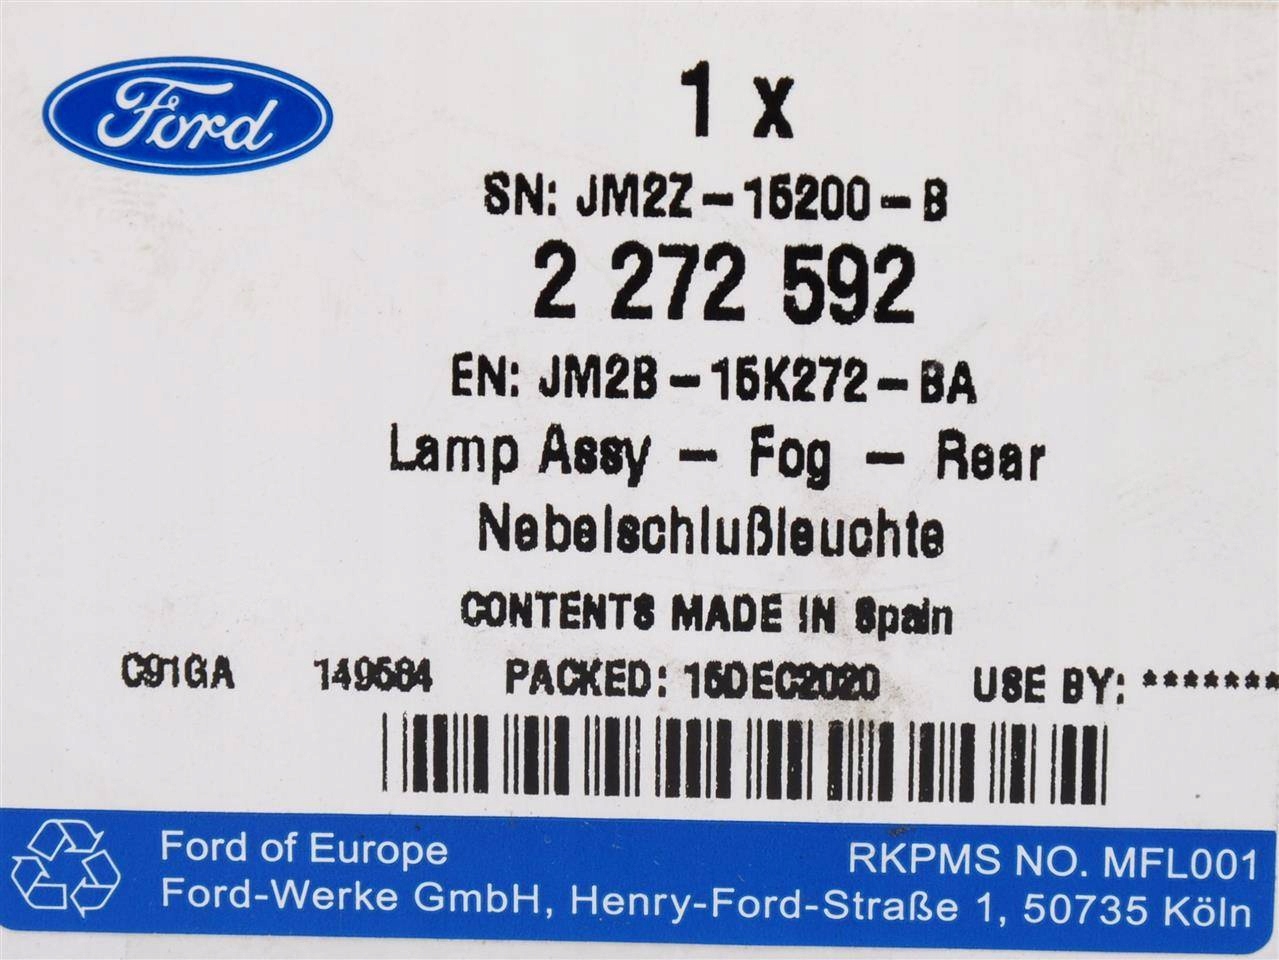 Ford
1 x
SN: JM2Z-15200-B
2 272 592
EN: JM2B-15K272-BA
Lamp Assy - Fog - Rear
Nebelschlußleuchte
CONTENTS MADE IN Spain
C91GA 149584 PACKED: 15DEC2020 USE BY: *******
Ford of Europe
RKPMS NO. MFL001
Ford-Werke GmbH, Henry-Ford-Straße 1, 50735 Köln